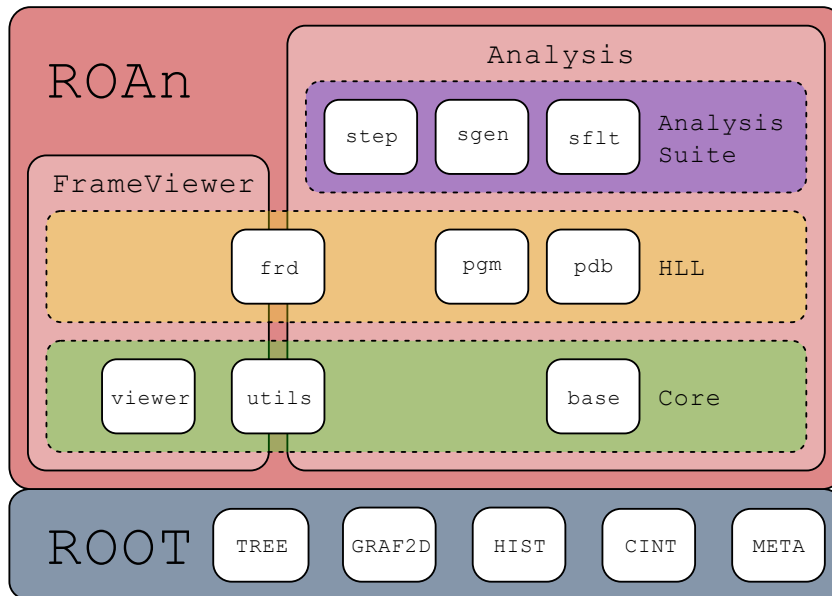 ROAn
Analysis
step
sgen
sflt
Analysis
Suite
FrameViewer
frd
pgm
pdb
HLL
viewer
utils
base
Core
ROOT
TREE
GRAF2D
HIST
CINT
META